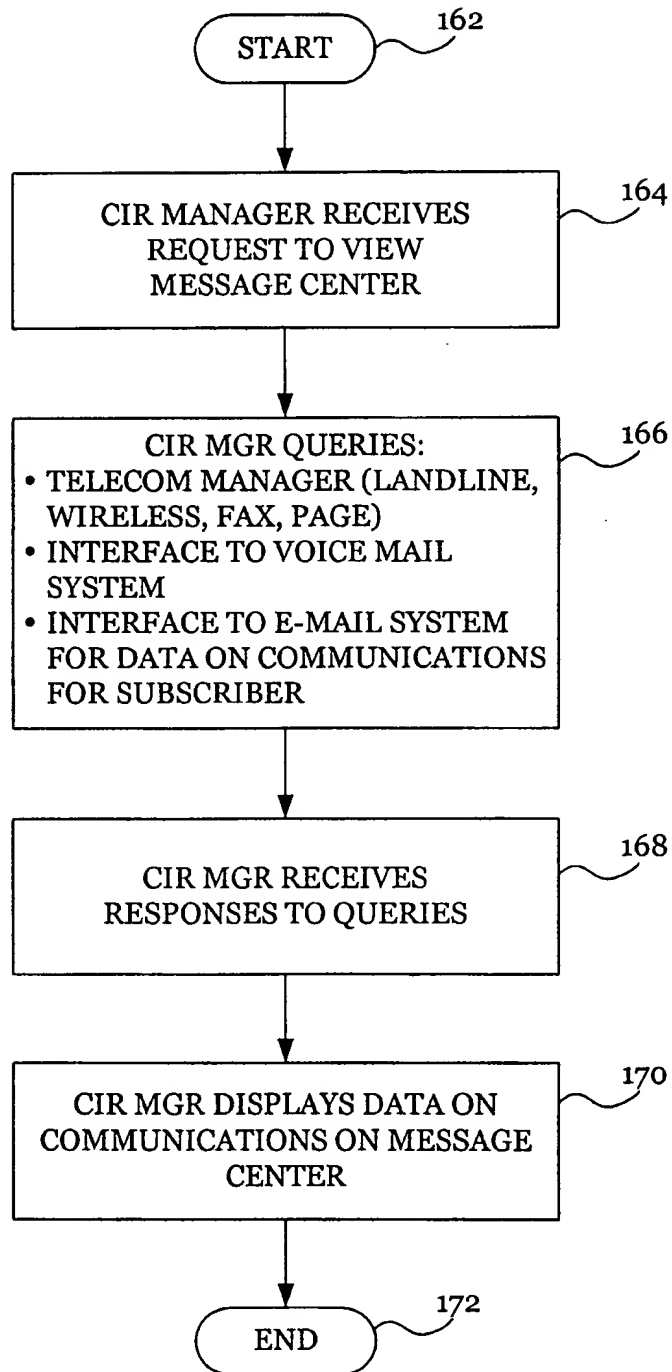 START
162
CIR MANAGER RECEIVES
REQUEST TO VIEW
MESSAGE CENTER
164
CIR MGR QUERIES:
• TELECOM MANAGER (LANDLINE,
WIRELESS, FAX, PAGE)
• INTERFACE TO VOICE MAIL
SYSTEM
• INTERFACE TO E-MAIL SYSTEM
FOR DATA ON COMMUNICATIONS
FOR SUBSCRIBER
166
CIR MGR RECEIVES
RESPONSES TO QUERIES
168
CIR MGR DISPLAYS DATA ON
COMMUNICATIONS ON MESSAGE
CENTER
170
END
172